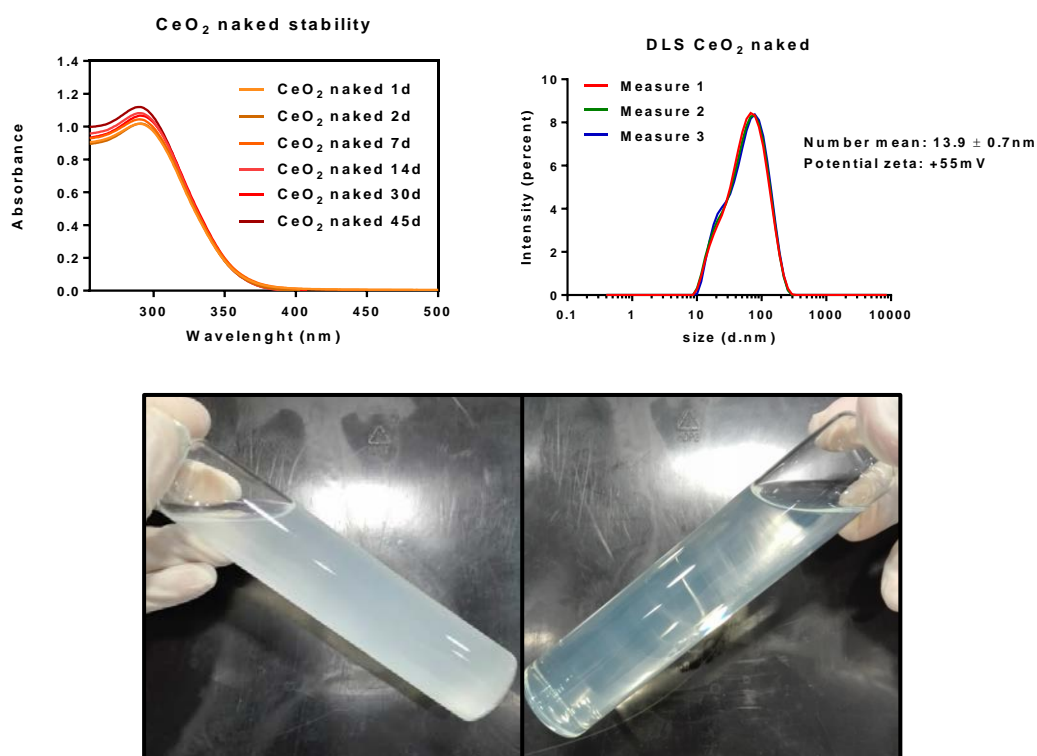 CeO2 naked stability
Absorbance
1.4
1.2
1.0
0.8
0.6
0.4
0.2
0.0
300
350
400
450
500
Wavelenght (nm)
CeO2 naked 1d
CeO2 naked 2d
CeO2 naked 7d
CeO2 naked 14d
CeO2 naked 30d
CeO2 naked 45d
DLS CeO2 naked
Intensity (percent)
10
8
6
4
2
0
0.1
1
10
100
1000
10000
size (d.nm)
Measure 1
Measure 2
Measure 3
Number mean: 13.9 ± 0.7nm
Potential zeta: +55mV